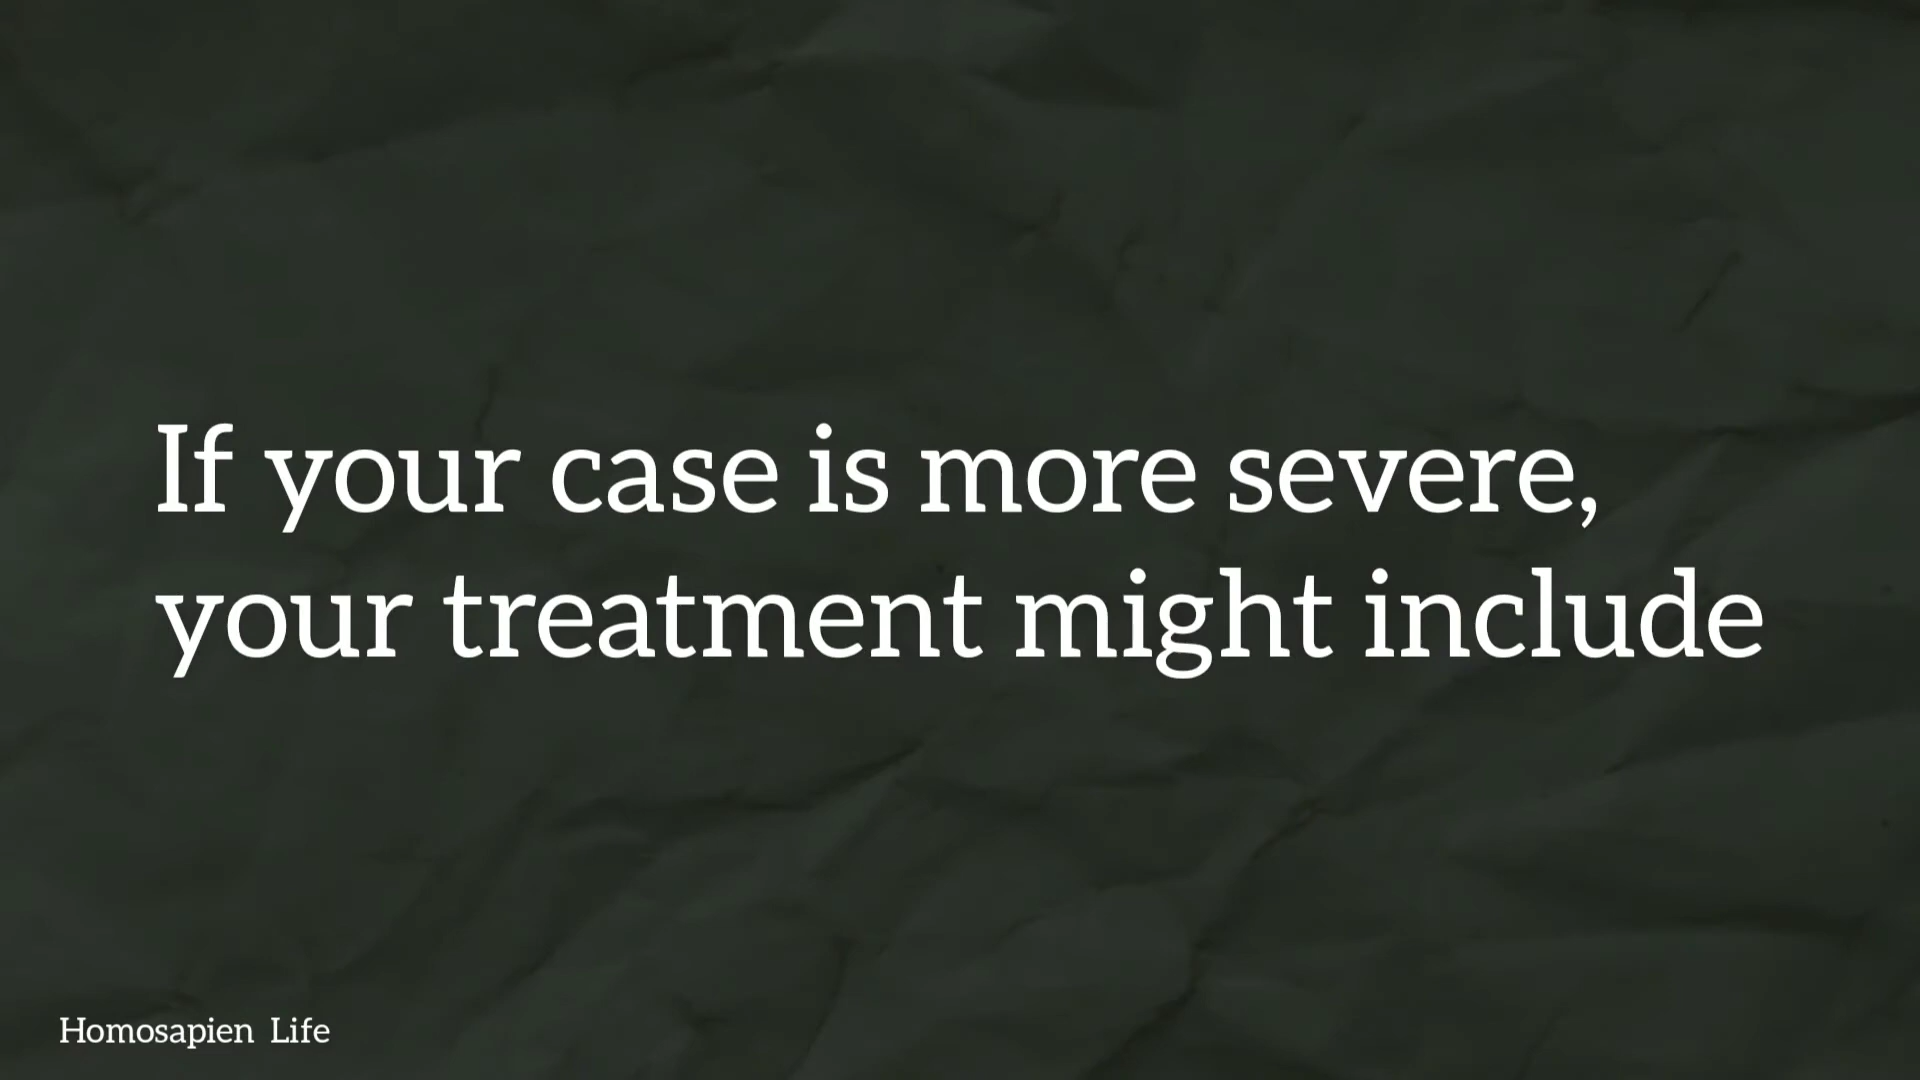 If your case is more severe,
your treatment might include
Homosapien Life